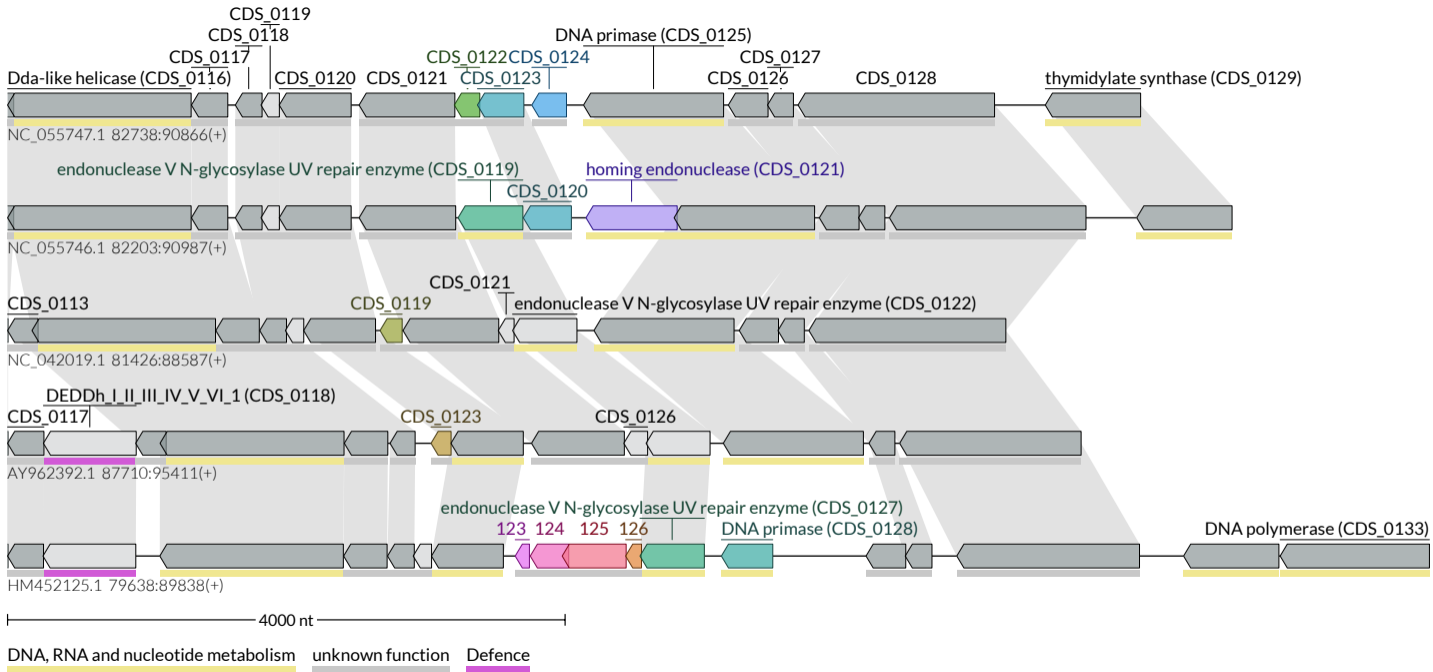 CDS_0119
CDS_0118
CDS_0117 CDS_0122 CDS_0124 DNA primase (CDS_0125) CDS_0127
Dda-like helicase (CDS_0116) CDS_0120 CDS_0121 CDS_0123 CDS_0126 CDS_0128 thymidylate synthase (CDS_0129)
NC_055747.1 82738:90866(+)
endonuclease V N-glycosylase UV repair enzyme (CDS_0119) homing endonuclease (CDS_0121)
CDS_0120
NC_055746.1 82203:90987(+)
CDS_0121
CDS_0113 CDS_0119 endonuclease V N-glycosylase UV repair enzyme (CDS_0122)
NC_042019.1 81426:88587(+)
DEDDh_I_II_III_IV_V_VI_1 (CDS_0118)
CDS_0117 CDS_0123 CDS_0126
AY962392.1 87710:95411(+)
endonuclease V N-glycosylase UV repair enzyme (CDS_0127)
123 124 125 126 DNA primase (CDS_0128) DNA polymerase (CDS_0133)
HM452125.1 79638:89838(+)
4000 nt
DNA, RNA and nucleotide metabolism unknown function Defence